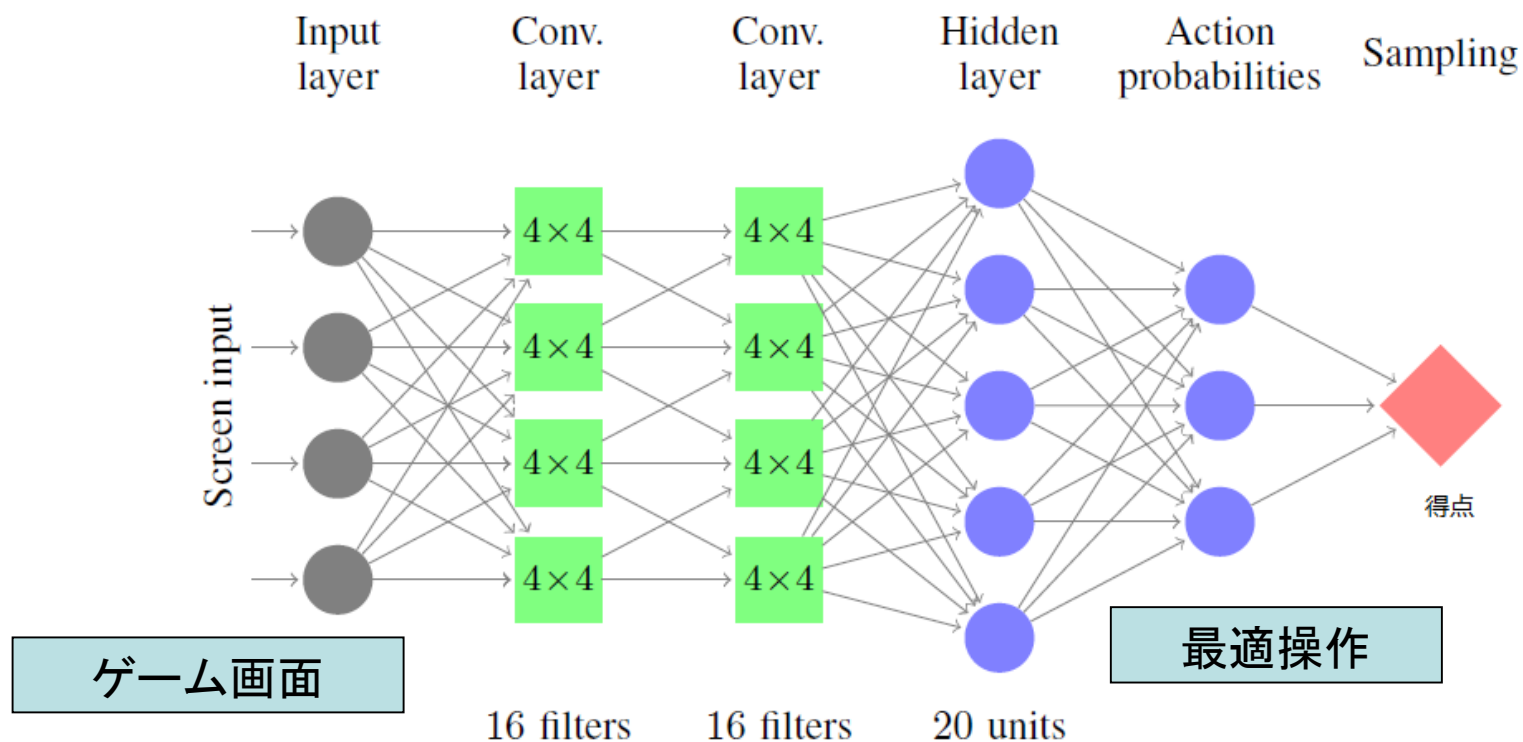 Input
layer
Conv.
layer
Conv.
layer
Hidden
layer
Action
probabilities
Sampling
Screen input
4×4
4×4
4×4
4×4
4×4
4×4
4×4
4×4
得点
ゲーム画面
最適操作
16 filters
16 filters
20 units